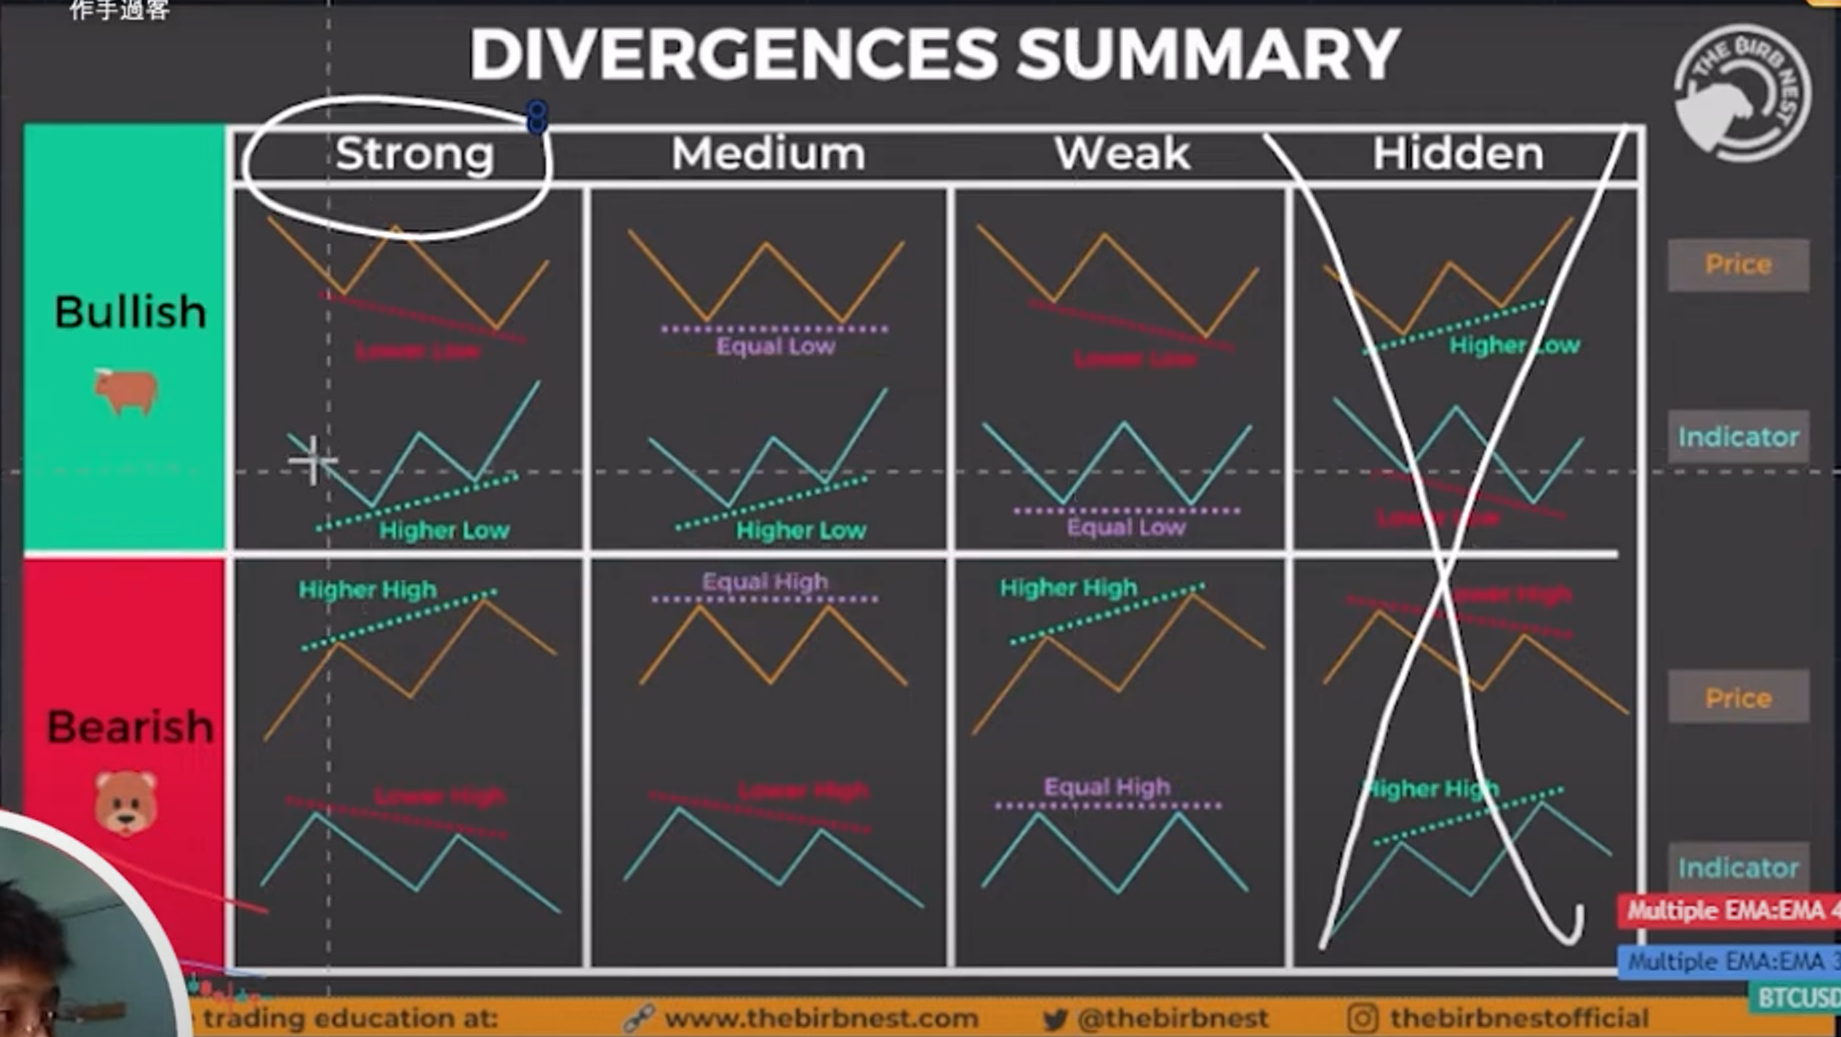 作手過客
DIVERGENCES SUMMARY
THE BIRB NEST
Strong Medium Weak Hidden
Bullish
Price
Lower Low
Equal Low
Lower Low
Higher Low
Indicator
Higher Low
Higher Low
Equal Low
Lower Low
Bearish
Higher High
Equal High
Higher High
Lower High
Price
Lower High
Lower High
Equal High
Higher High
Indicator
Multiple EMA:EMA 4
Multiple EMA:EMA 3
BTCUSD
trading education at: www.thebirbnest.com @thebirbnest thebirbnestofficial